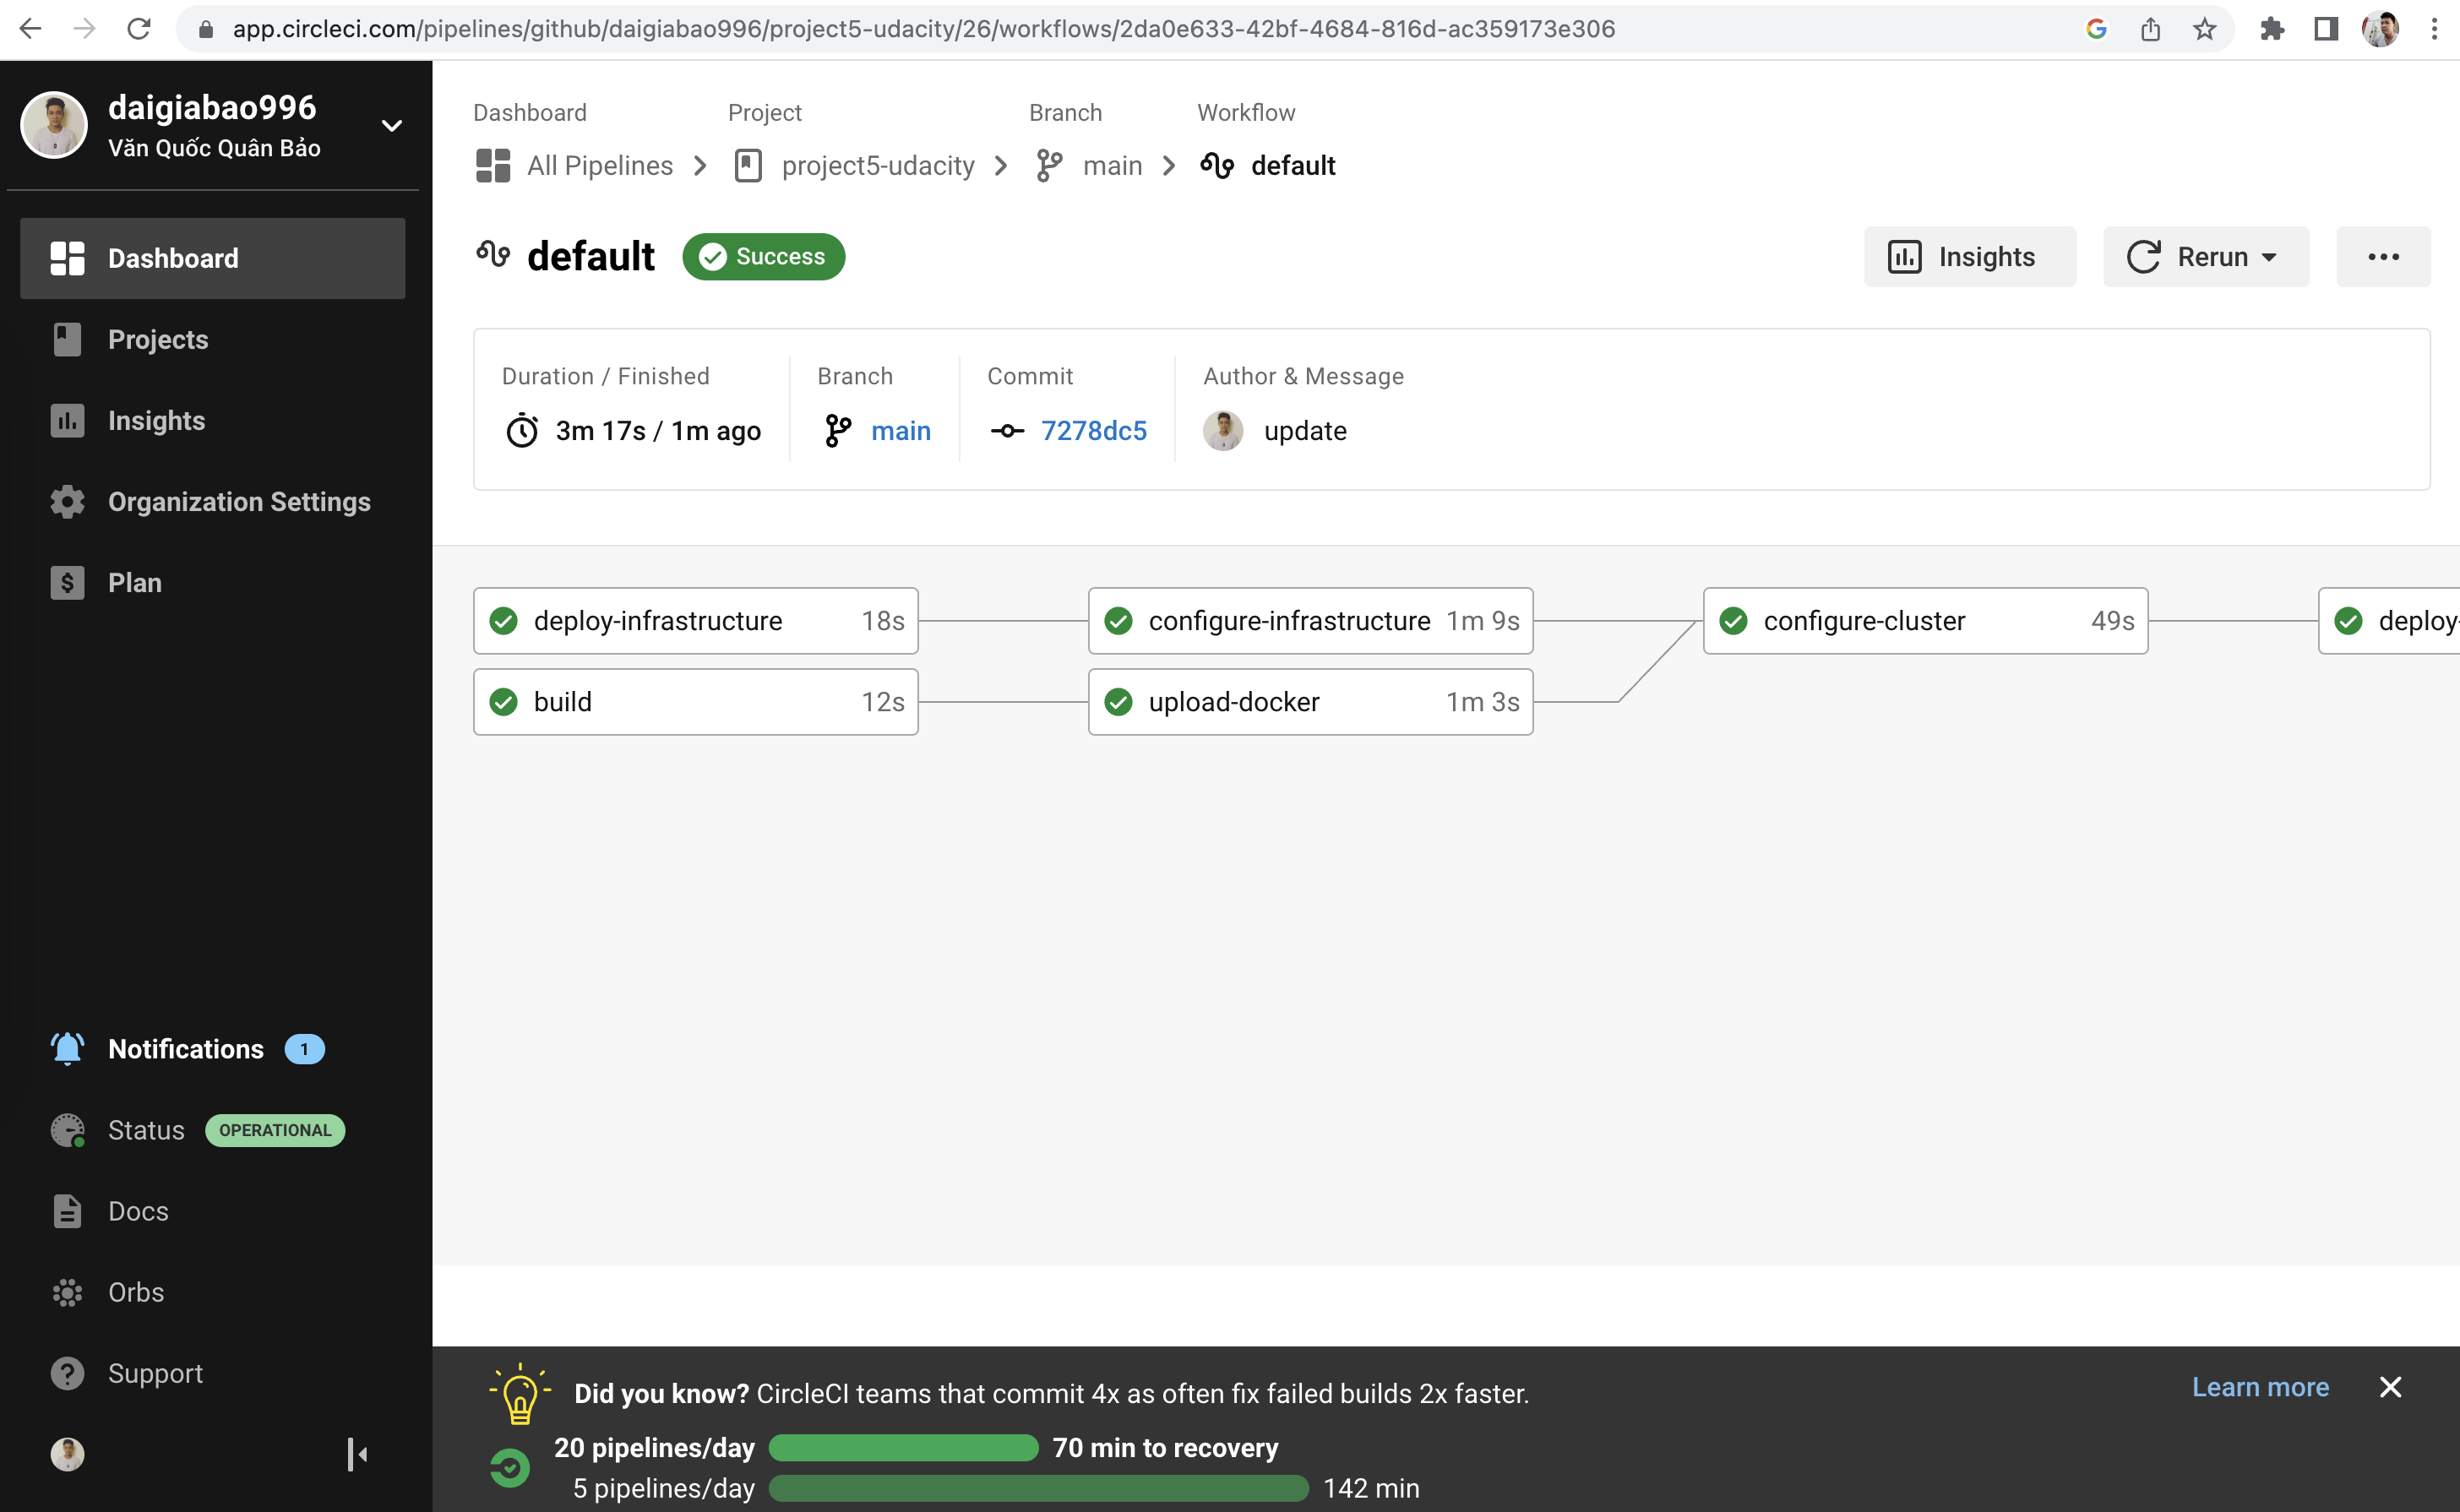 app.circleci.com/pipelines/github/daigiabao996/project5-udacity/26/workflows/2da0e633-42bf-4684-816d-ac359173e306
daigiabao996
Văn Quốc Quân Bảo
Dashboard
Projects
Insights
Organization Settings
$ Plan
Notifications 1
Status OPERATIONAL
Docs
Orbs
? Support
Dashboard Project Branch Workflow
All Pipelines project5-udacity main default
default Success
Insights Rerun
Duration / Finished Branch Commit Author & Message
3m 17s / 1m ago main 7278dc5 update
deploy-infrastructure 18s configure-infrastructure 1m 9s configure-cluster 49s deploy-
build 12s upload-docker 1m 3s
Did you know? CircleCI teams that commit 4x as often fix failed builds 2x faster. Learn more
20 pipelines/day 70 min to recovery
5 pipelines/day 142 min